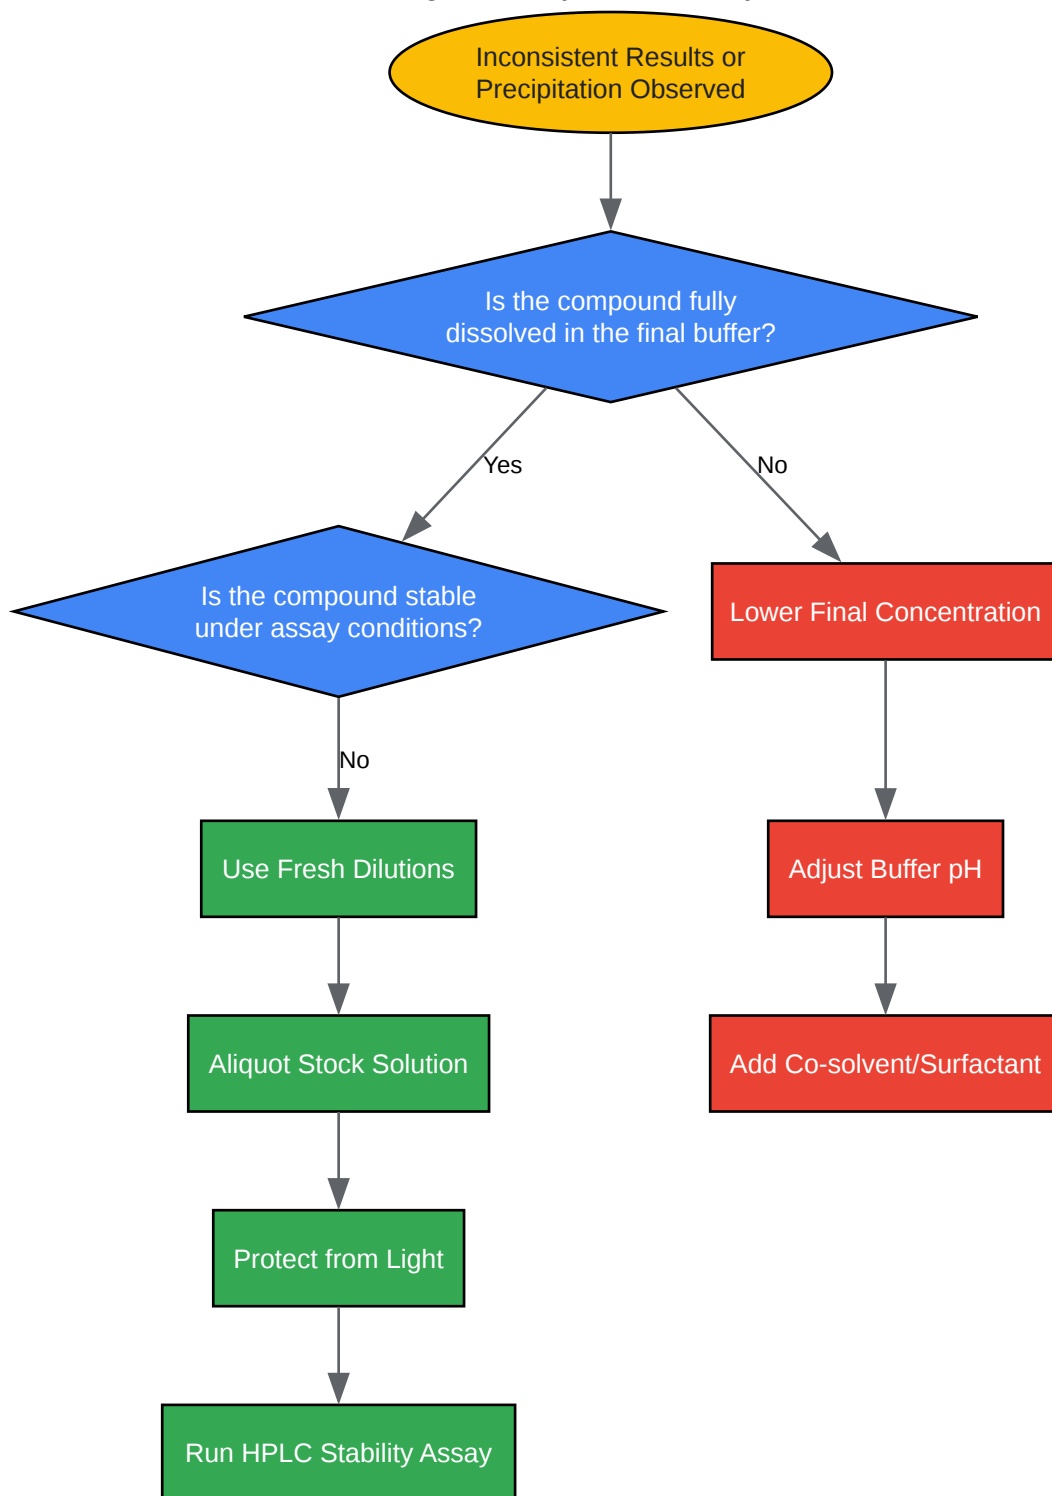 Inconsistent Results or
Precipitation Observed
Is the compound fully
dissolved in the final buffer?
Yes
No
Is the compound stable
under assay conditions?
Lower Final Concentration
No
Use Fresh Dilutions
Adjust Buffer pH
Aliquot Stock Solution
Add Co-solvent/Surfactant
Protect from Light
Run HPLC Stability Assay